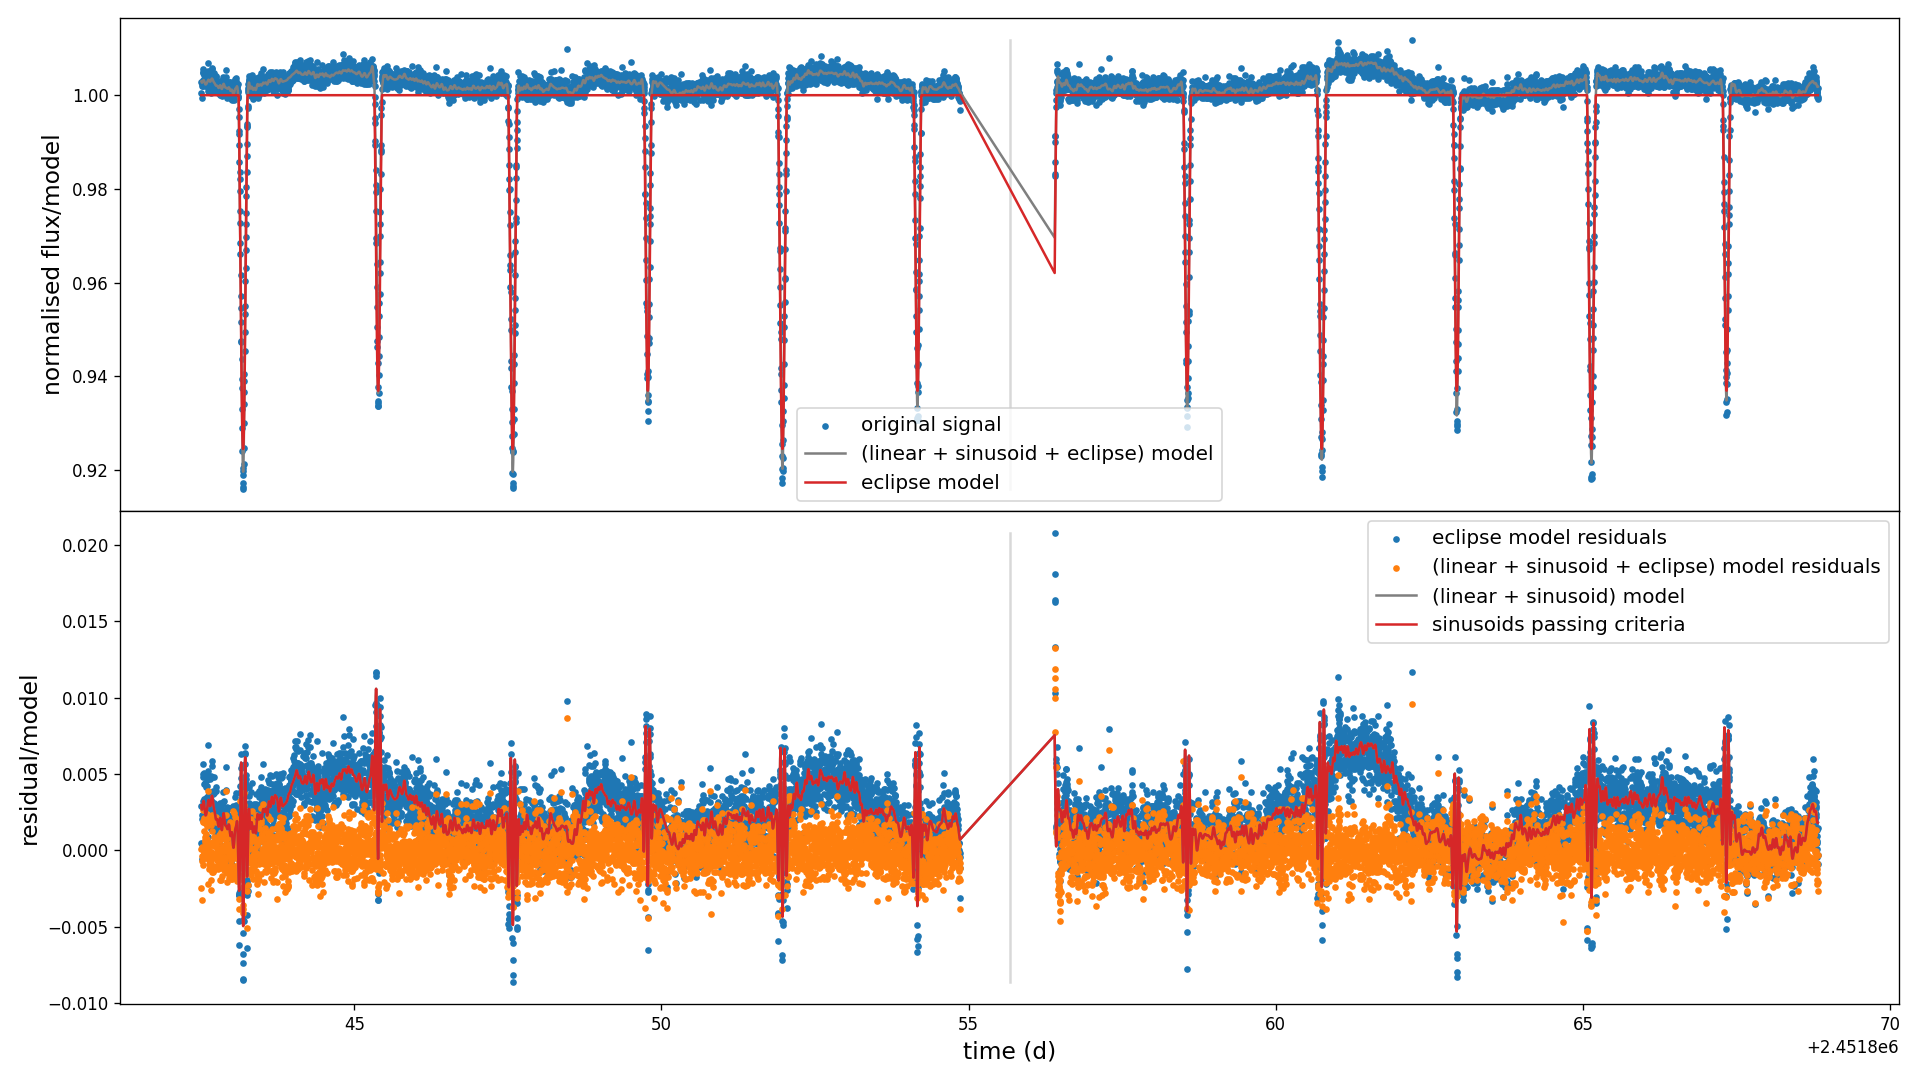 normalised flux/model
1.00
0.98
0.96
0.94
0.92
original signal
(linear + sinusoid + eclipse) model
eclipse model
residual/model
0.020
0.015
0.010
0.005
0.000
−0.005
−0.010
eclipse model residuals
(linear + sinusoid + eclipse) model residuals
(linear + sinusoid) model
sinusoids passing criteria
45
50
55
60
65
70
time (d)
+2.4518e6